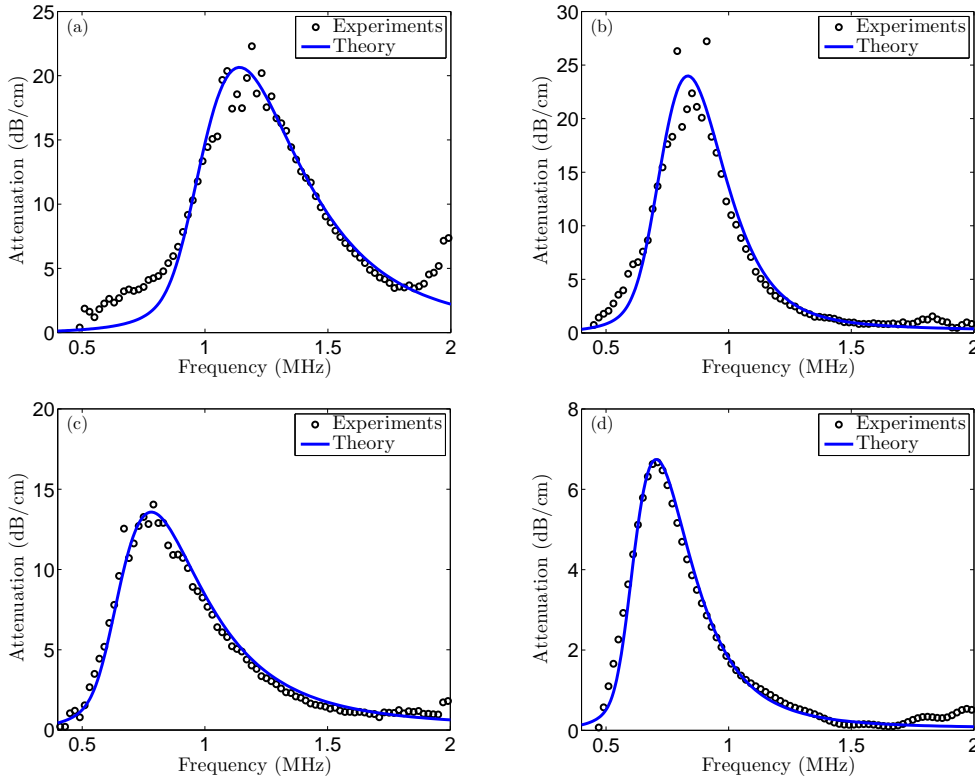 (a)
Experiments
Theory
Attenuation (dB/cm)
25
20
15
10
5
0
0.5
1
1.5
2
Frequency (MHz)
(b)
Experiments
Theory
Attenuation (dB/cm)
30
25
20
15
10
5
0
0.5
1
1.5
2
Frequency (MHz)
(c)
Experiments
Theory
Attenuation (dB/cm)
20
15
10
5
0
0.5
1
1.5
2
Frequency (MHz)
(d)
Experiments
Theory
Attenuation (dB/cm)
8
6
4
2
0
0.5
1
1.5
2
Frequency (MHz)